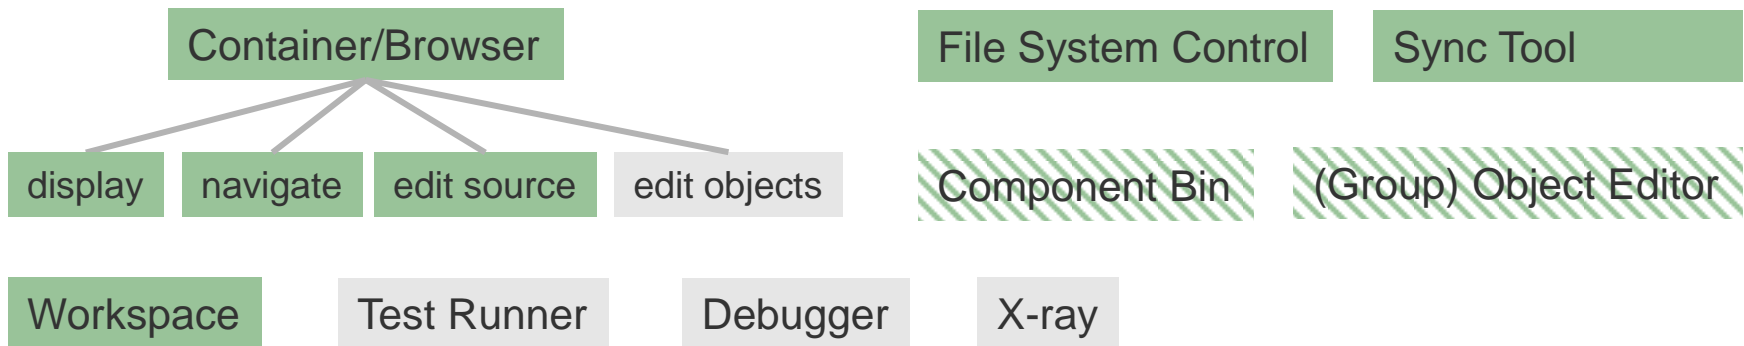 Container/Browser
File System Control
Sync Tool
display
navigate
edit source
edit objects
Component Bin
(Group) Object Editor
Workspace
Test Runner
Debugger
X-ray